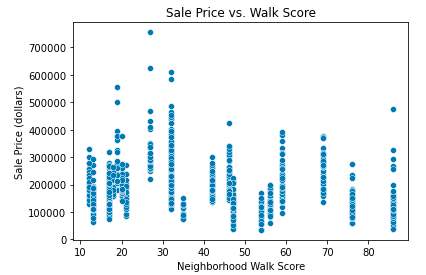 Sale Price vs. Walk Score
Sale Price (dollars)
700000
600000
500000
400000
300000
200000
100000
0
10 20 30 40 50 60 70 80
Neighborhood Walk Score